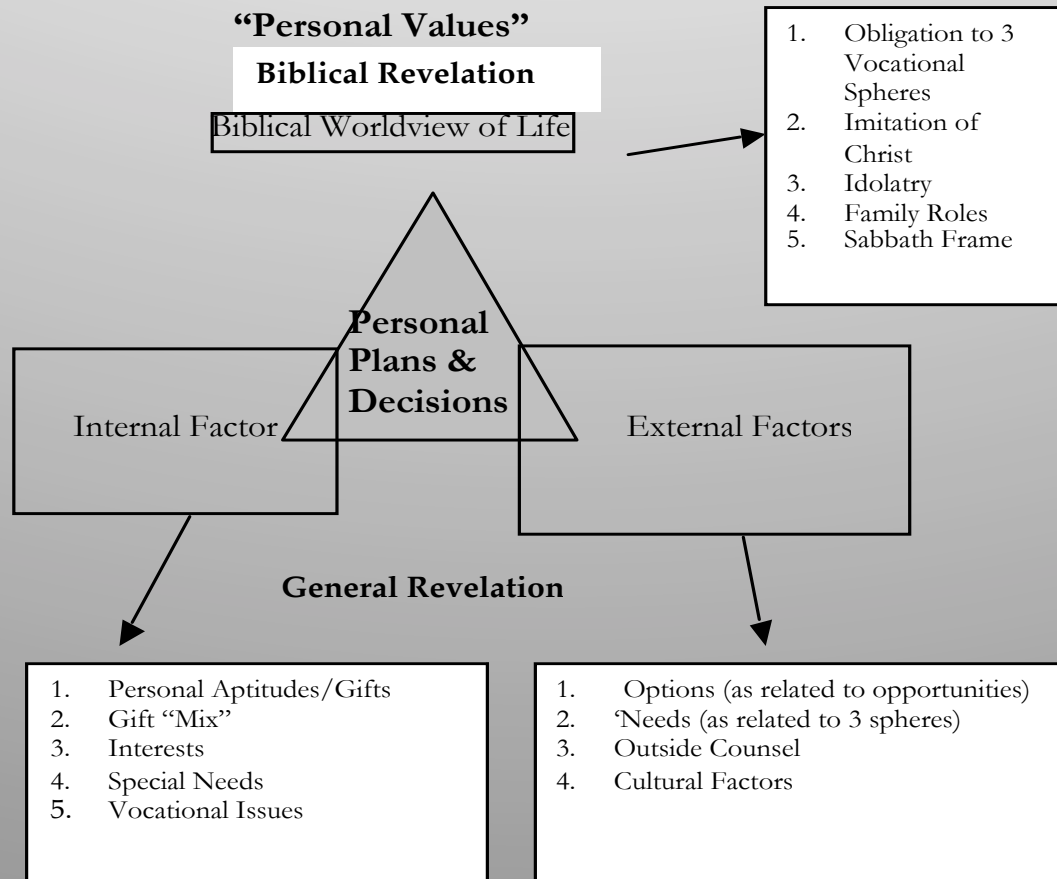 “Personal Values”
Biblical Revelation
Biblical Worldview of Life
1. Obligation to 3
Vocational
Spheres
2. Imitation of
Christ
3. Idolatry
4. Family Roles
5. Sabbath Frame
Personal
Plans &
Decisions
Internal Factor
External Factors
General Revelation
1. Personal Aptitudes/Gifts
2. Gift “Mix”
3. Interests
4. Special Needs
5. Vocational Issues
1. Options (as related to opportunities)
2. ‘Needs (as related to 3 spheres)
3. Outside Counsel
4. Cultural Factors